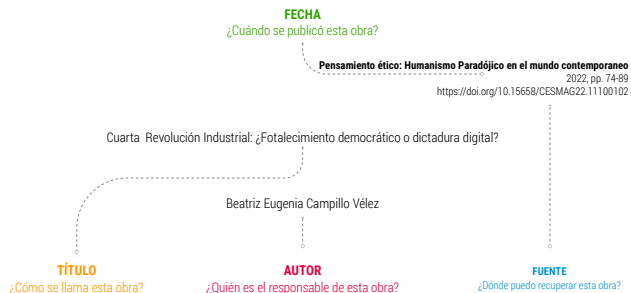 FECHA
¿Cuándo se publicó esta obra?
Pensamiento ético: Humanismo Paradójico en el mundo contemporaneo
2022, pp. 74-89
https://doi.org/10.15658/CESMAG22.11100102
Cuarta Revolución Industrial: ¿Fotalecimiento democrático o dictadura digital?
Beatriz Eugenia Campillo Vélez
TÍTULO
¿Cómo se llama esta obra?
AUTOR
¿Quién es el responsable de esta obra?
FUENTE
¿Dónde puedo recuperar esta obra?